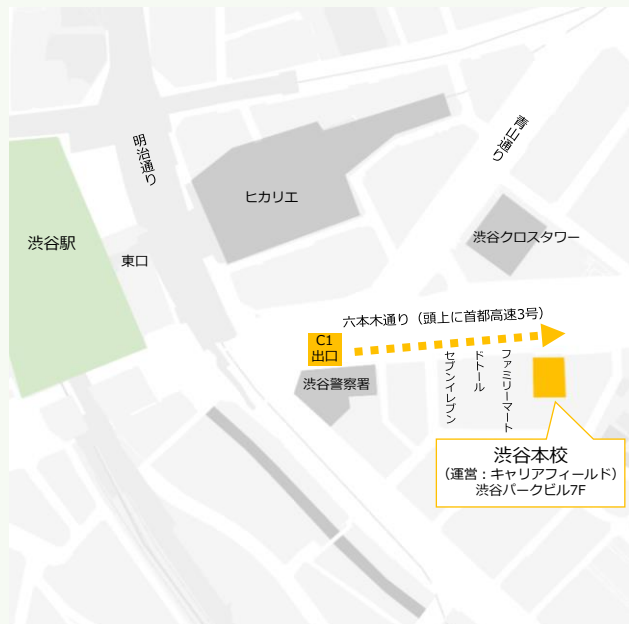 明治通り
青山通り
ヒカリエ
渋谷クロスタワー
渋谷駅
東口
六本木通り（頭上に首都高速3号）
C1
出口
渋谷警察署
セブンイレブン
ドトール
ファミリーマート
渋谷本校
（運営：キャリアフィールド）
渋谷パークビル7F